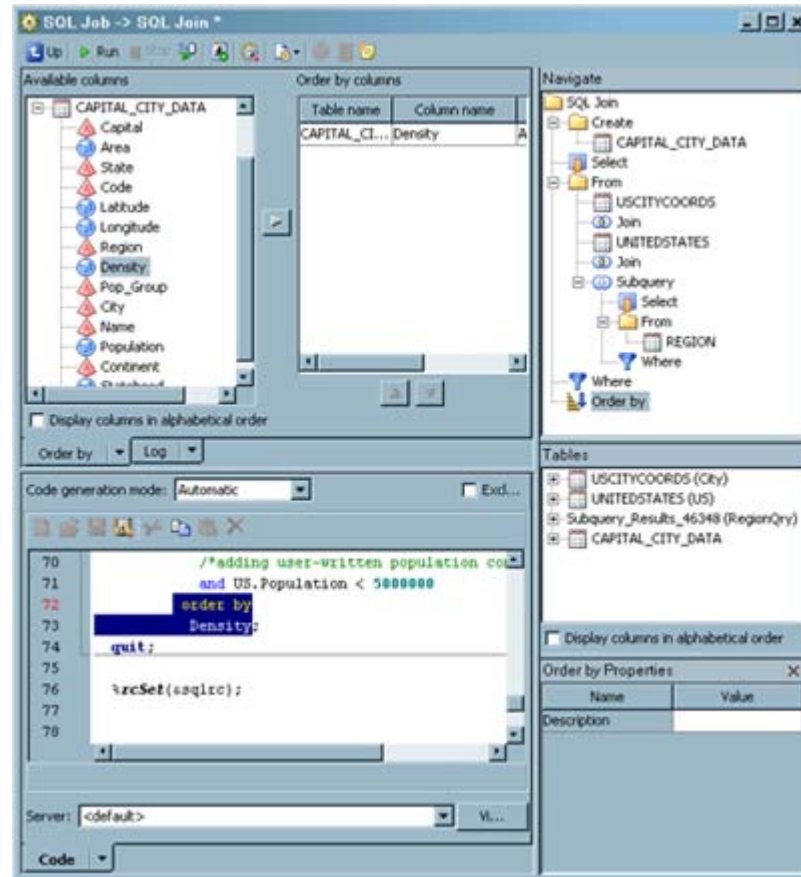 SQL Job -> SQL Join *
Up Run Stop
Available columns
CAPITAL_CITY_DATA
Capital
Area
State
Code
Latitude
Longitude
Region
Density
Pop_Group
City
Name
Population
Continent
Display columns in alphabetical order
Order by Log
Order by columns
Table name Column name
CAPITAL_CI... Density A
Code generation mode: Automatic Excl...
70 /*adding user-written population co
71 and US.Population < 5000000
72 order by
73 Density;
74 quit;
75
76 %rcSet(&sqlrc);
77
78
Server: <default> Vi...
Code
Navigate
SQL Join
Create
CAPITAL_CITY_DATA
Select
From
USCITYCOORDS
Join
UNITEDSTATES
Join
Subquery
Select
From
REGION
Where
Where
Order by
Tables
USCITYCOORDS (City)
UNITEDSTATES (US)
Subquery_Results_46348 (RegionQry)
CAPITAL_CITY_DATA
Display columns in alphabetical order
Order by Properties
Name Value
Description